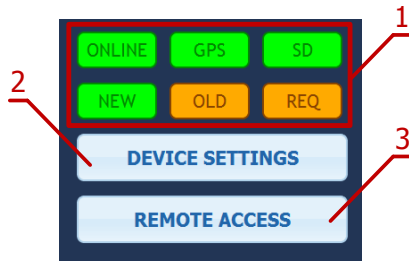 1
ONLINE GPS SD
2
NEW OLD REQ
DEVICE SETTINGS
3
REMOTE ACCESS